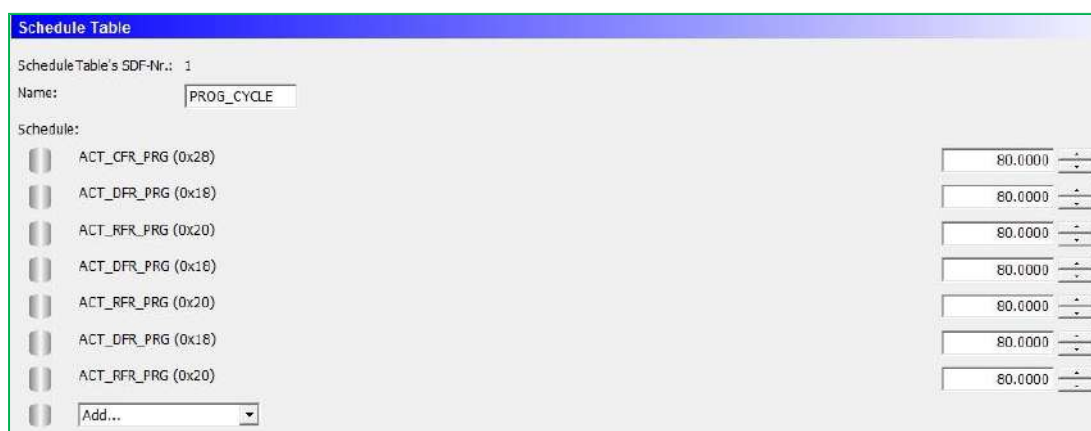 Schedule Table
Schedule Table's SDF-Nr.: 1
Name: PROG_CYCLE
Schedule:
ACT_CFR_PRG (0x28) 80.0000
ACT_DFR_PRG (0x18) 80.0000
ACT_RFR_PRG (0x20) 80.0000
ACT_DFR_PRG (0x18) 80.0000
ACT_RFR_PRG (0x20) 80.0000
ACT_DFR_PRG (0x18) 80.0000
ACT_RFR_PRG (0x20) 80.0000
Add...